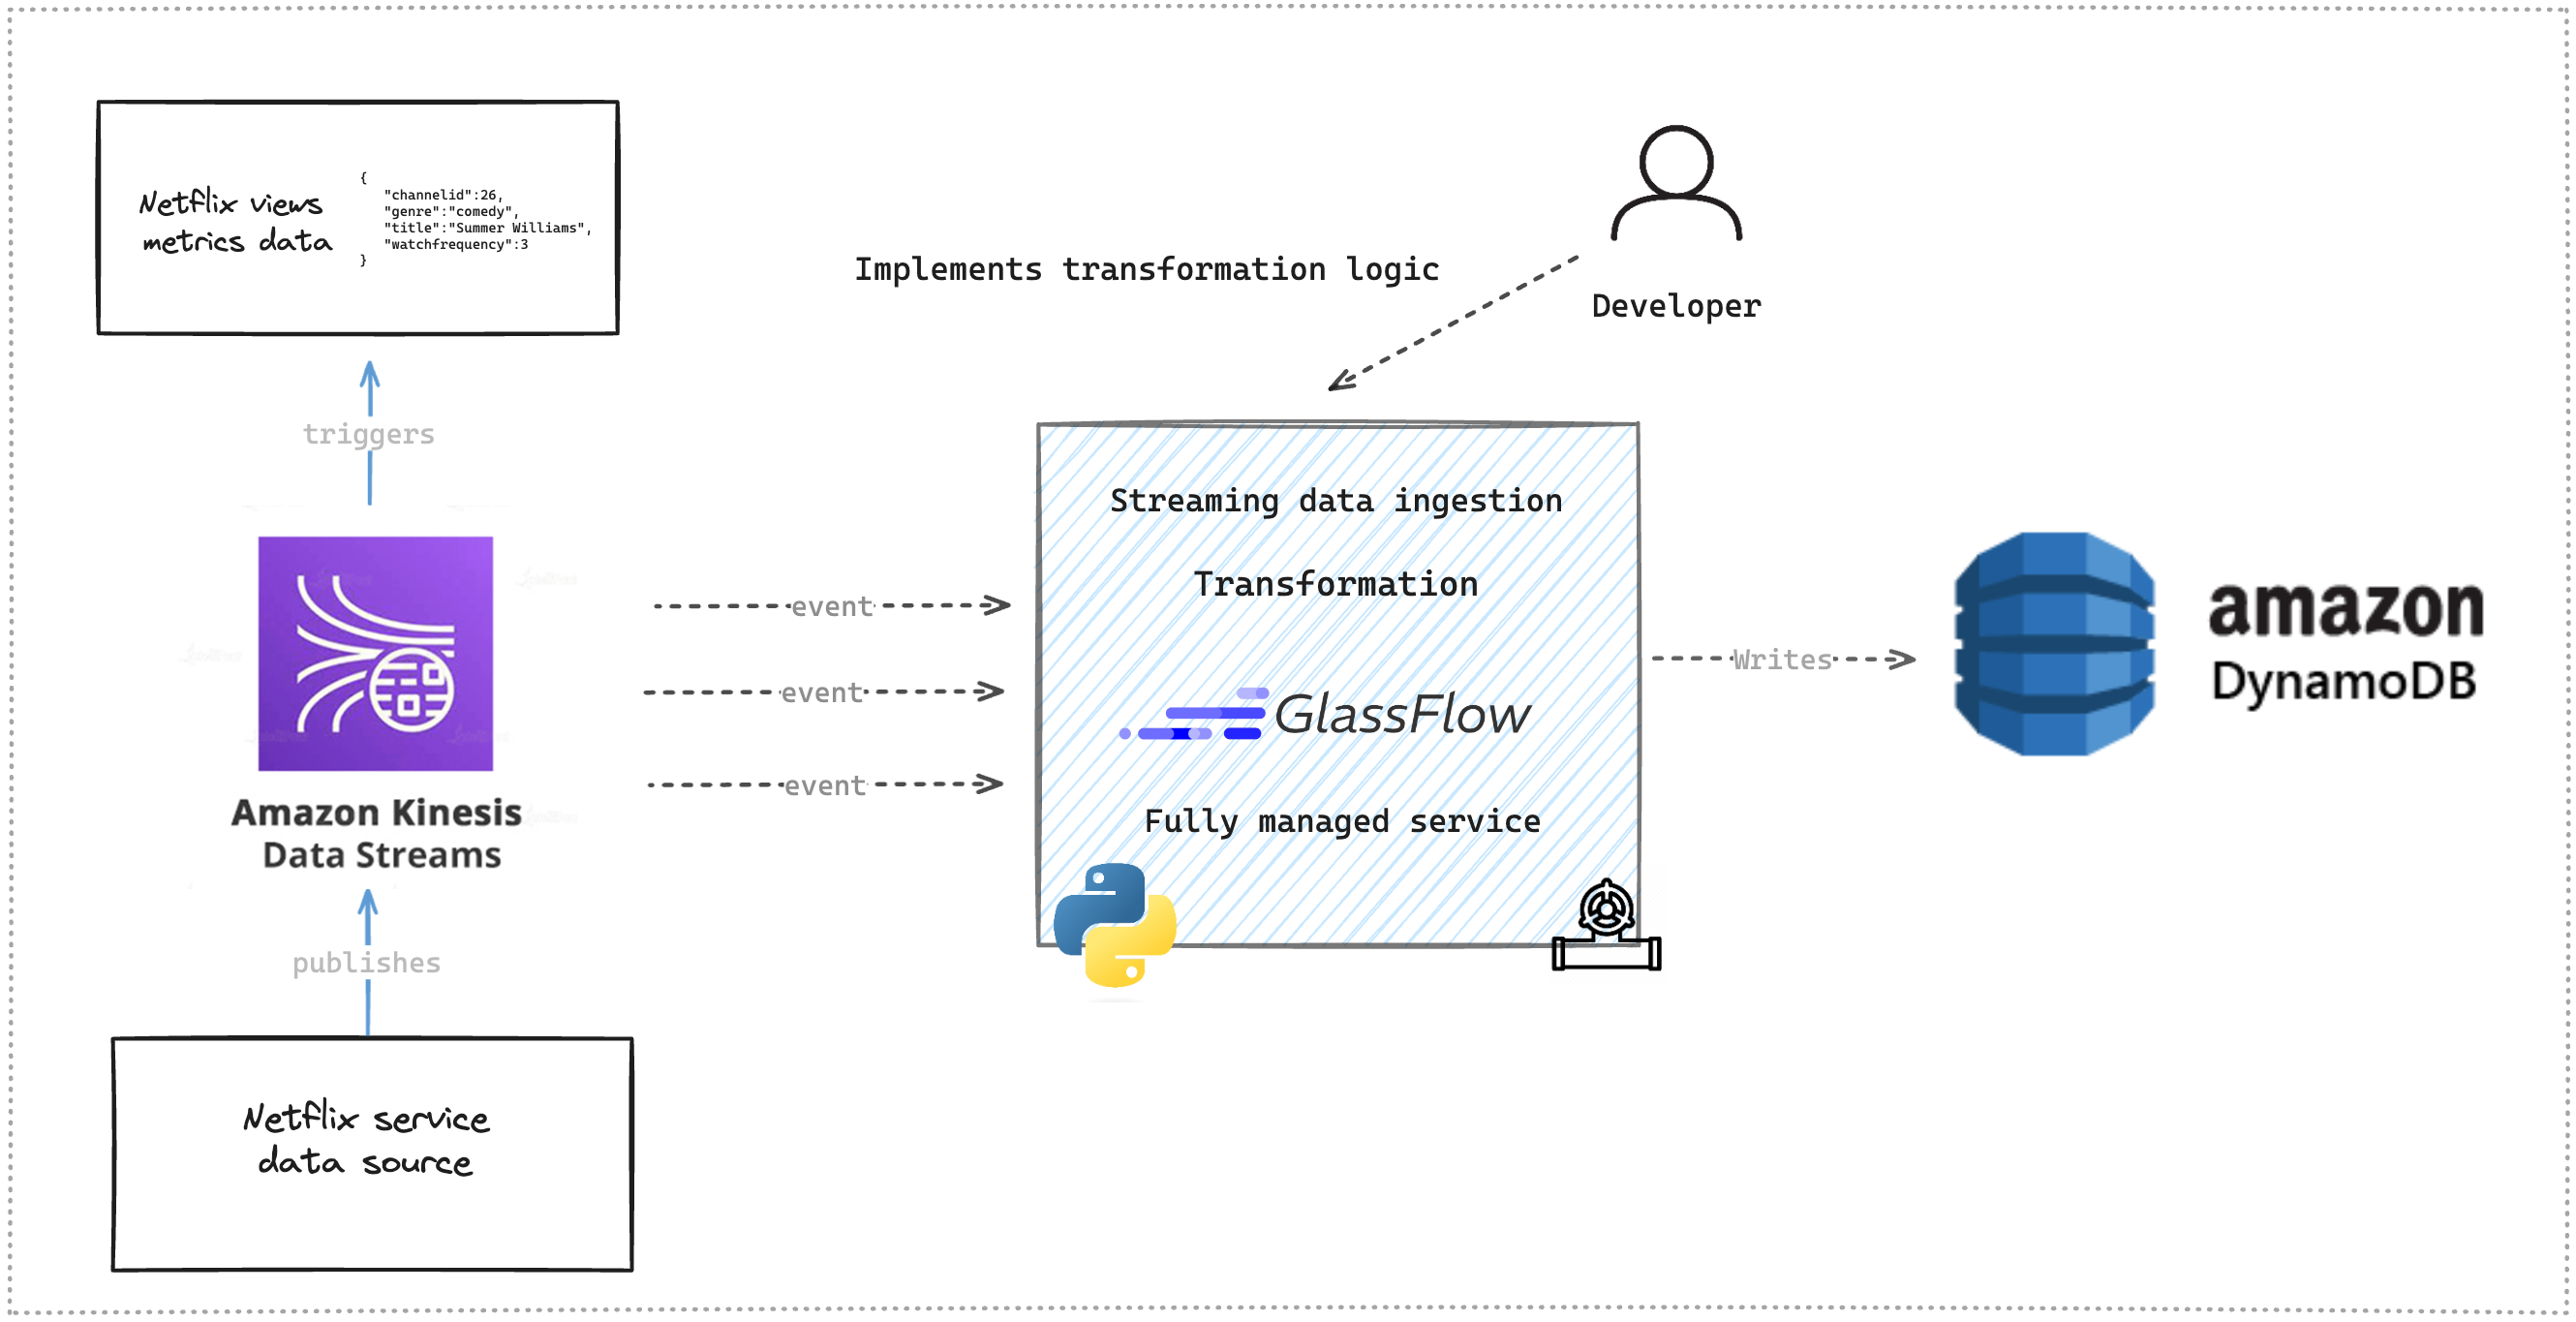 Netflix views
metrics data
{
"channelid":26,
"genre":"comedy",
"title":"Summer Williams",
"watchfrequency":3
}
triggers
Amazon Kinesis
Data Streams
publishes
Netflix service
data source
event
event
event
Implements transformation logic
Developer
Streaming data ingestion
Transformation
GlassFlow
Fully managed service
Writes
amazon
DynamoDB